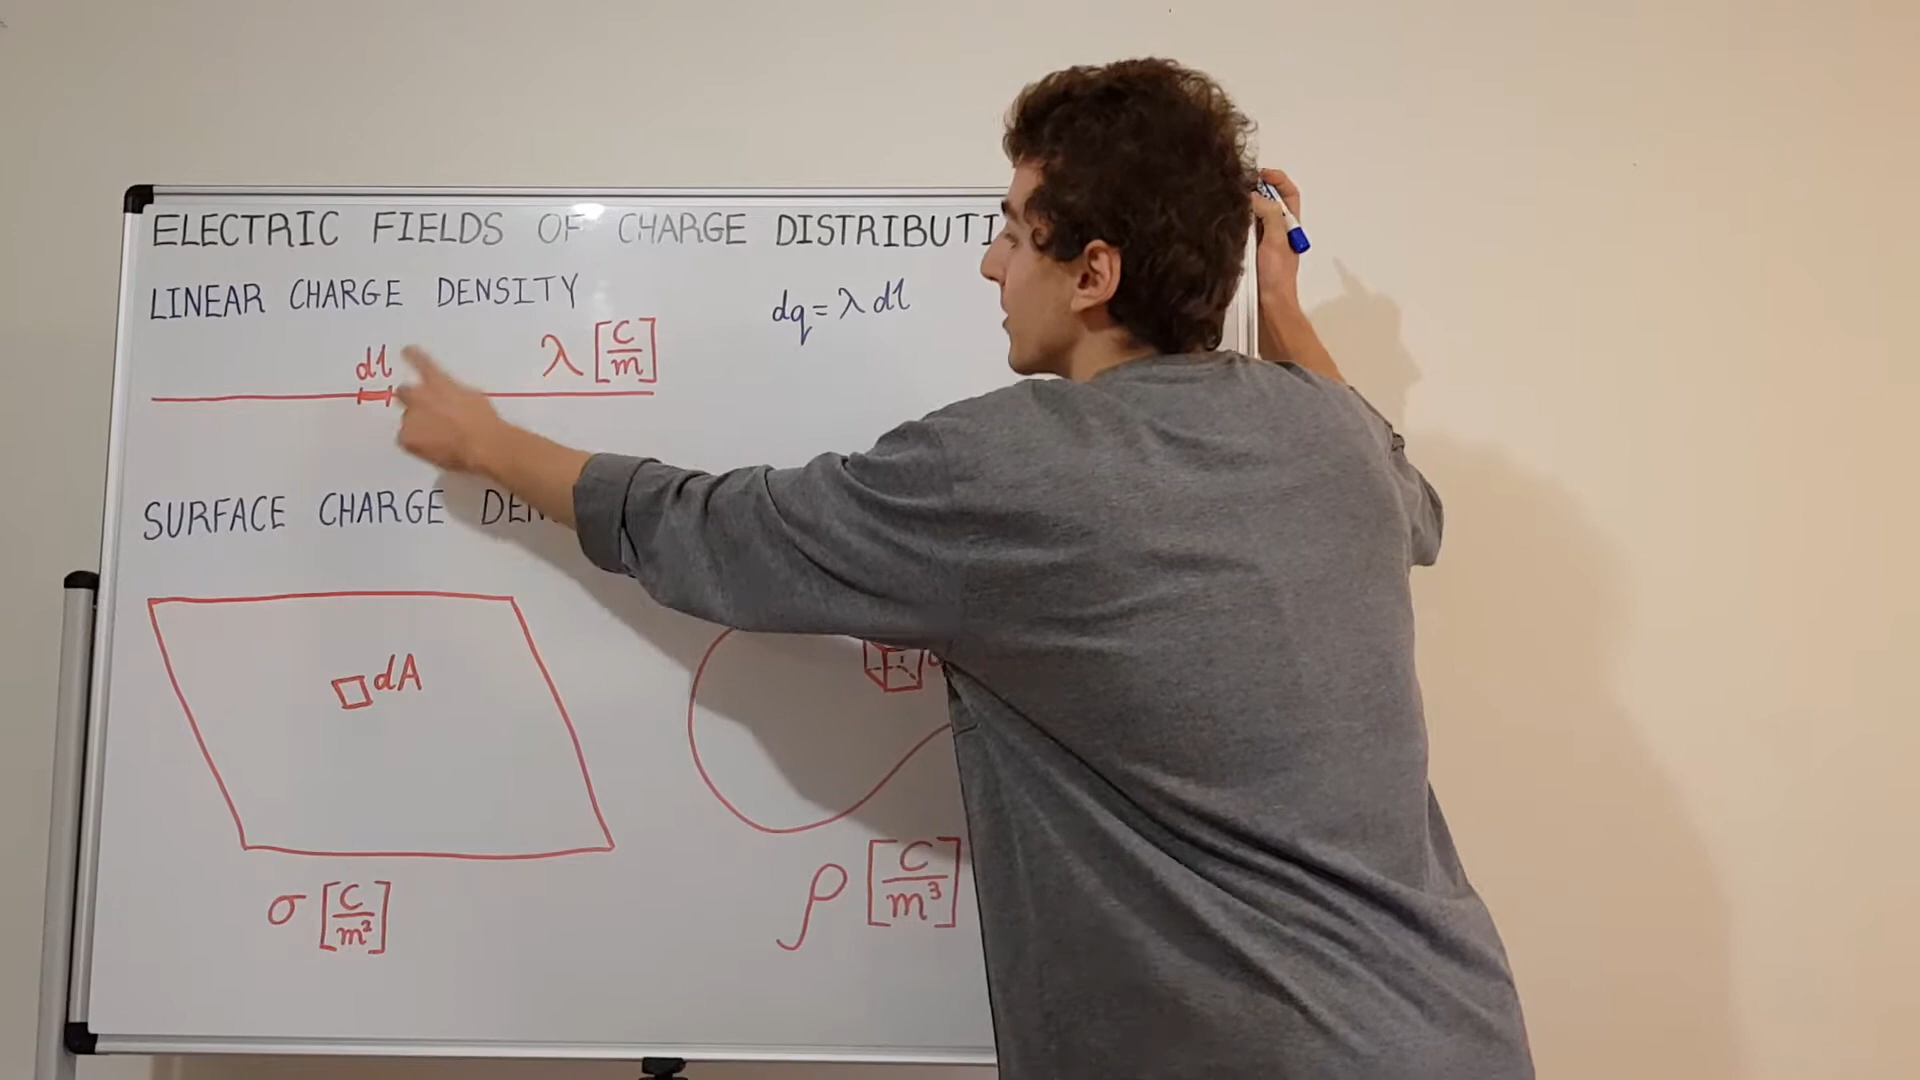 ELECTRIC FIELDS OF CHARGE DISTRIBUTI
LINEAR CHARGE DENSITY
dq = λ dl
dl
λ [C/m]
SURFACE CHARGE DEN
dA
σ [C/m²]
ρ [C/m³]